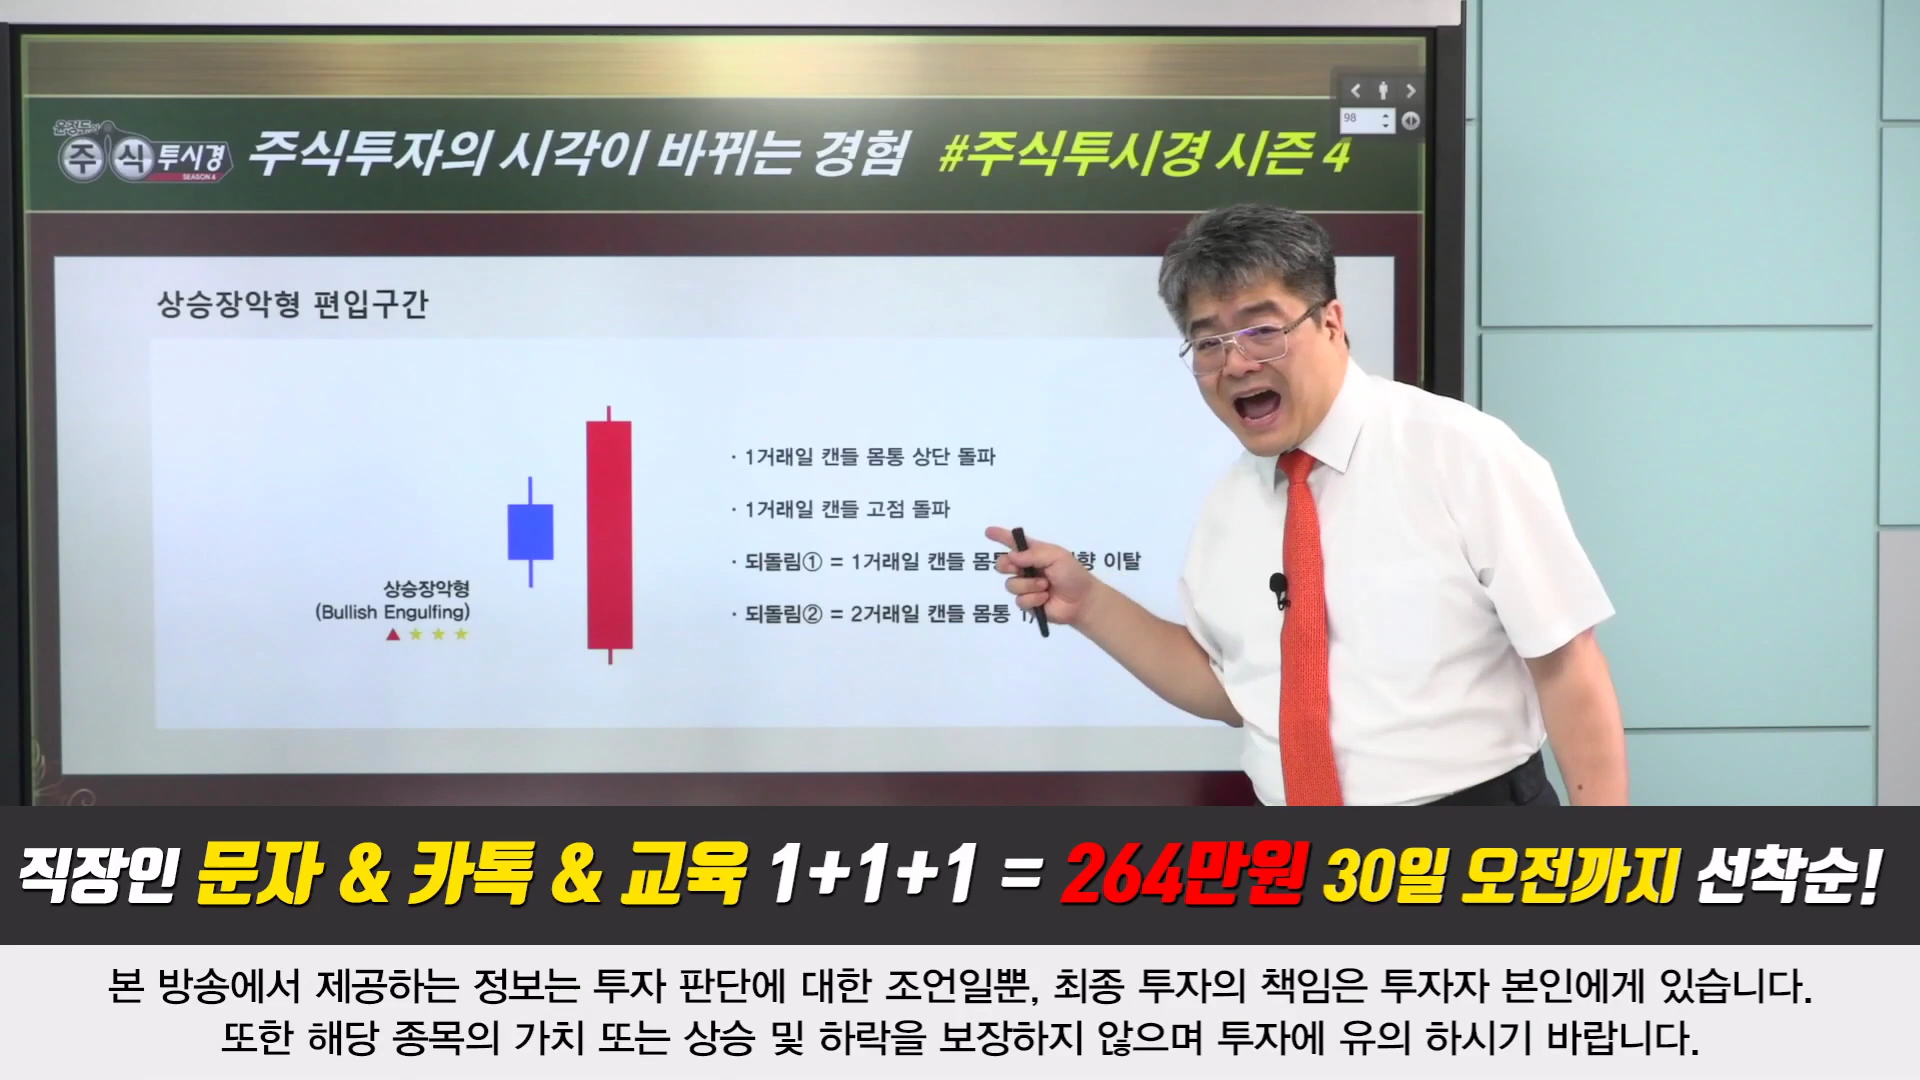 윤정두의
주식투시경
SEASON 4
주식투자의 시각이 바뀌는 경험 #주식투시경 시즌 4
98
상승장악형 편입구간
· 1거래일 캔들 몸통 상단 돌파
· 1거래일 캔들 고점 돌파
· 되돌림① = 1거래일 캔들 몸통 향 이탈
· 되돌림② = 2거래일 캔들 몸통 1/
상승장악형
(Bullish Engulfing)
▲★★★
직장인 문자 & 카톡 & 교육 1+1+1 = 264만원 30일 오전까지 선착순!
본 방송에서 제공하는 정보는 투자 판단에 대한 조언일뿐, 최종 투자의 책임은 투자자 본인에게 있습니다.
또한 해당 종목의 가치 또는 상승 및 하락을 보장하지 않으며 투자에 유의 하시기 바랍니다.